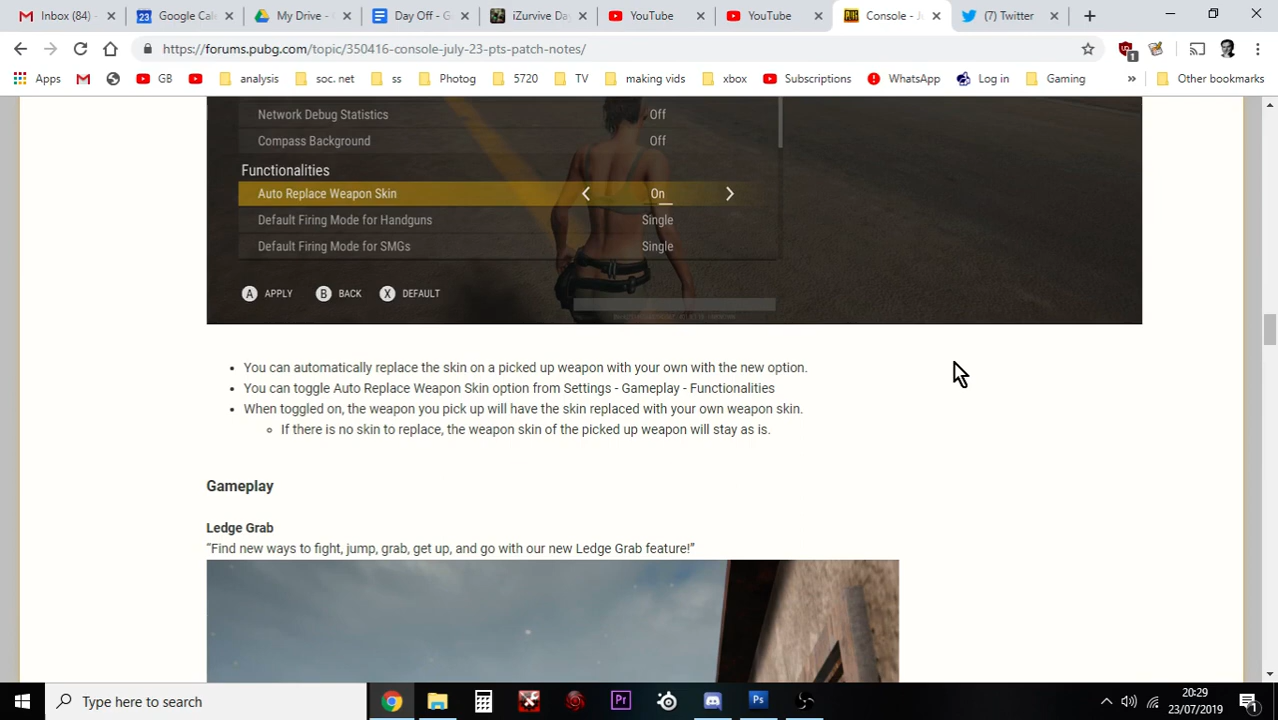 Inbox (84) -
Google Cal
My Drive - G
Day Off - G
iZurvive Day
YouTube
YouTube
Console - J
(7) Twitter
https://forums.pubg.com/topic/350416-console-july-23-pts-patch-notes/
Apps
GB
analysis
soc. net
ss
Photog
5720
TV
making vids
xbox
Subscriptions
WhatsApp
Log in
Gaming
»
Other bookmarks
Network Debug Statistics Off
Compass Background Off
Functionalities
Auto Replace Weapon Skin On
Default Firing Mode for Handguns Single
Default Firing Mode for SMGs Single
A APPLY B BACK X DEFAULT
• You can automatically replace the skin on a picked up weapon with your own with the new option.
• You can toggle Auto Replace Weapon Skin option from Settings - Gameplay - Functionalities
• When toggled on, the weapon you pick up will have the skin replaced with your own weapon skin.
If there is no skin to replace, the weapon skin of the picked up weapon will stay as is.
Gameplay
Ledge Grab
“Find new ways to fight, jump, grab, get up, and go with our new Ledge Grab feature!”
Type here to search
Pr
Ps
20:29
23/07/2019
1